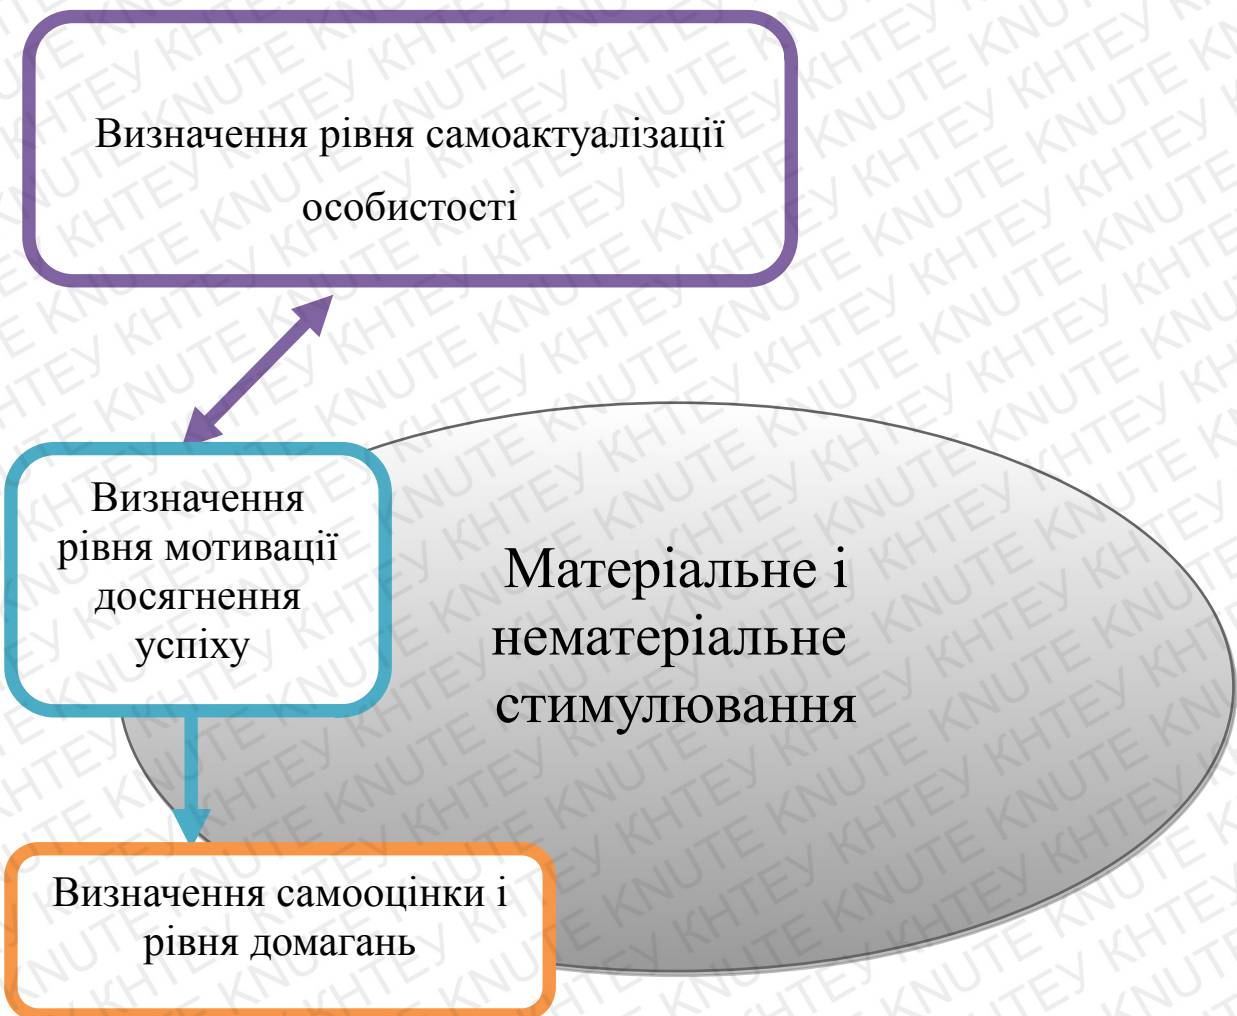 Визначення рівня самоактуалізації
особистості
Визначення
рівня мотивації
досягнення
успіху
Матеріальне і
нематеріальне
стимулювання
Визначення самооцінки і
рівня домагань